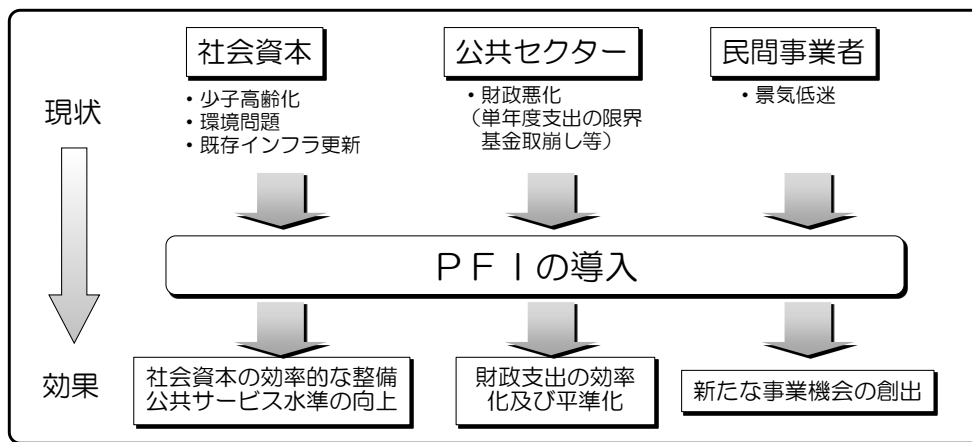 社会資本
公共セクター
民間事業者
現状
・少子高齢化
・環境問題
・既存インフラ更新
・財政悪化
（単年度支出の限界
基金取崩し等）
・景気低迷
ＰＦＩの導入
効果
社会資本の効率的な整備
公共サービス水準の向上
財政支出の効率
化及び平準化
新たな事業機会の創出